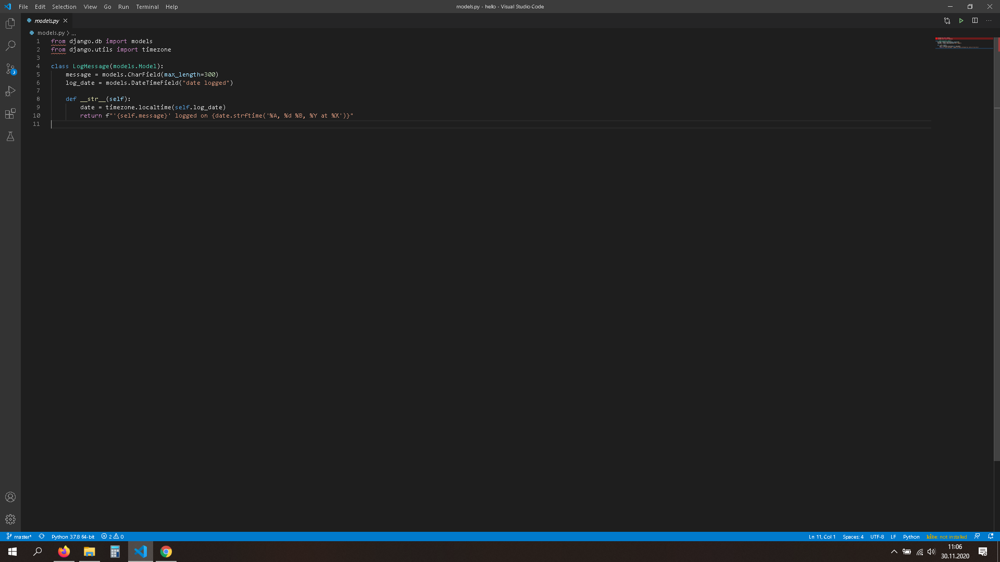 File Edit Selection View Go Run Terminal Help
models.py - hello - Visual Studio Code
models.py
models.py > ...
1 from django.db import models
2 from django.utils import timezone
3
4 class LogMessage(models.Model):
5     message = models.CharField(max_length=300)
6     log_date = models.DateTimeField("date logged")
7
8     def __str__(self):
9         date = timezone.localtime(self.log_date)
10         return f"'{self.message}' logged on {date.strftime('%A, %d %B, %Y at %X')}"
11
3
master* Python 3.7.8 64-bit 2 0 Ln 11, Col 1 Spaces: 4 UTF-8 LF Python kite: not installed
11:06
30.11.2020